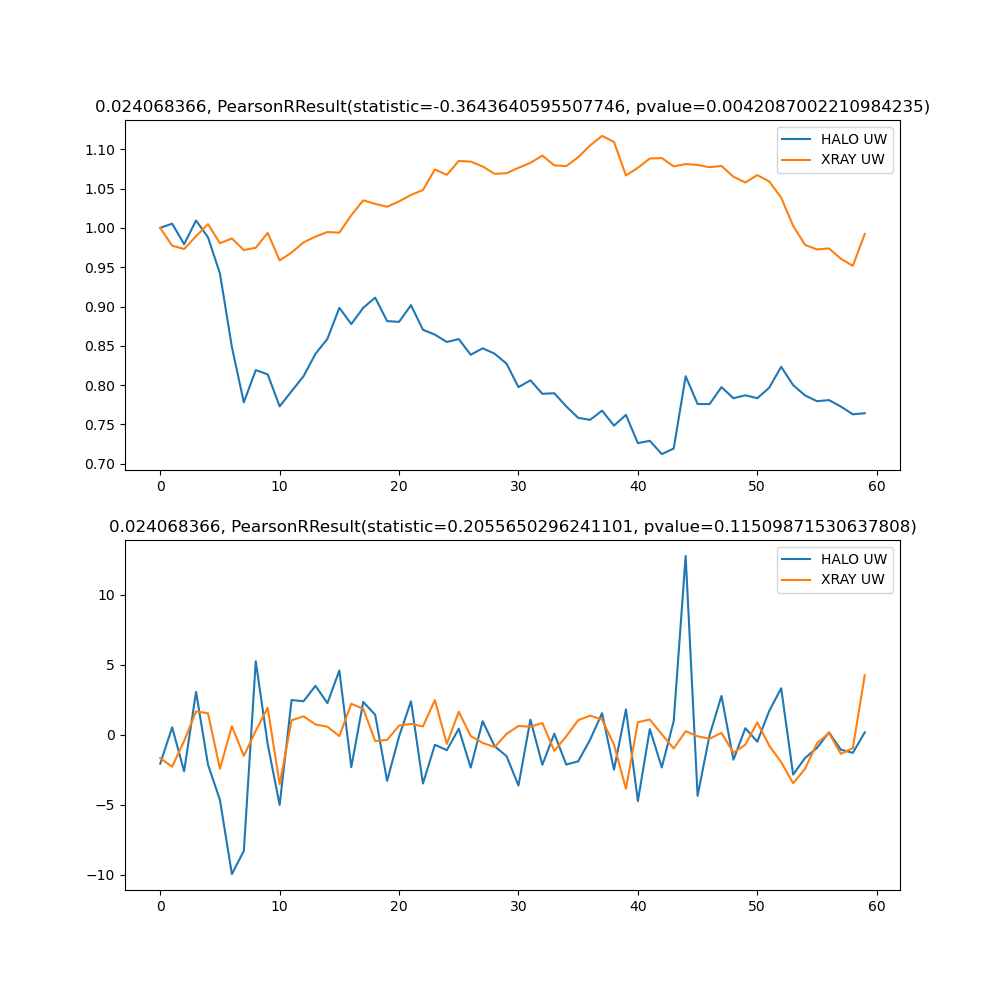 0.024068366, PearsonRResult(statistic=-0.3643640595507746, pvalue=0.0042087002210984235)
HALO UW
XRAY UW
1.10
1.05
1.00
0.95
0.90
0.85
0.80
0.75
0.70
0 10 20 30 40 50 60
0.024068366, PearsonRResult(statistic=0.2055650296241101, pvalue=0.11509871530637808)
HALO UW
XRAY UW
10
5
0
−5
−10
0 10 20 30 40 50 60